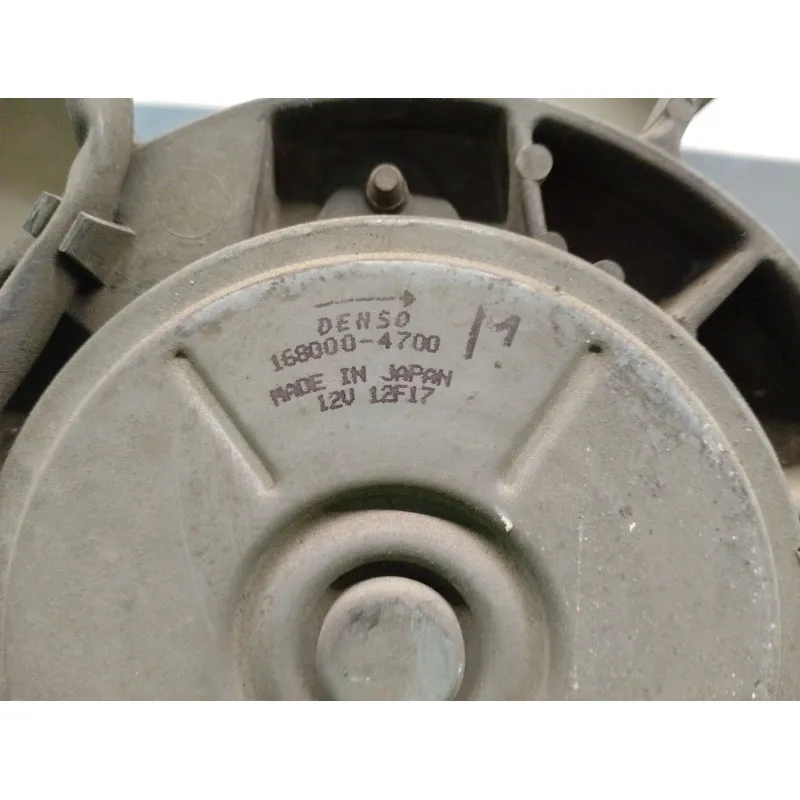 DENSO
168000-4700
MADE IN JAPAN
12V 12F17